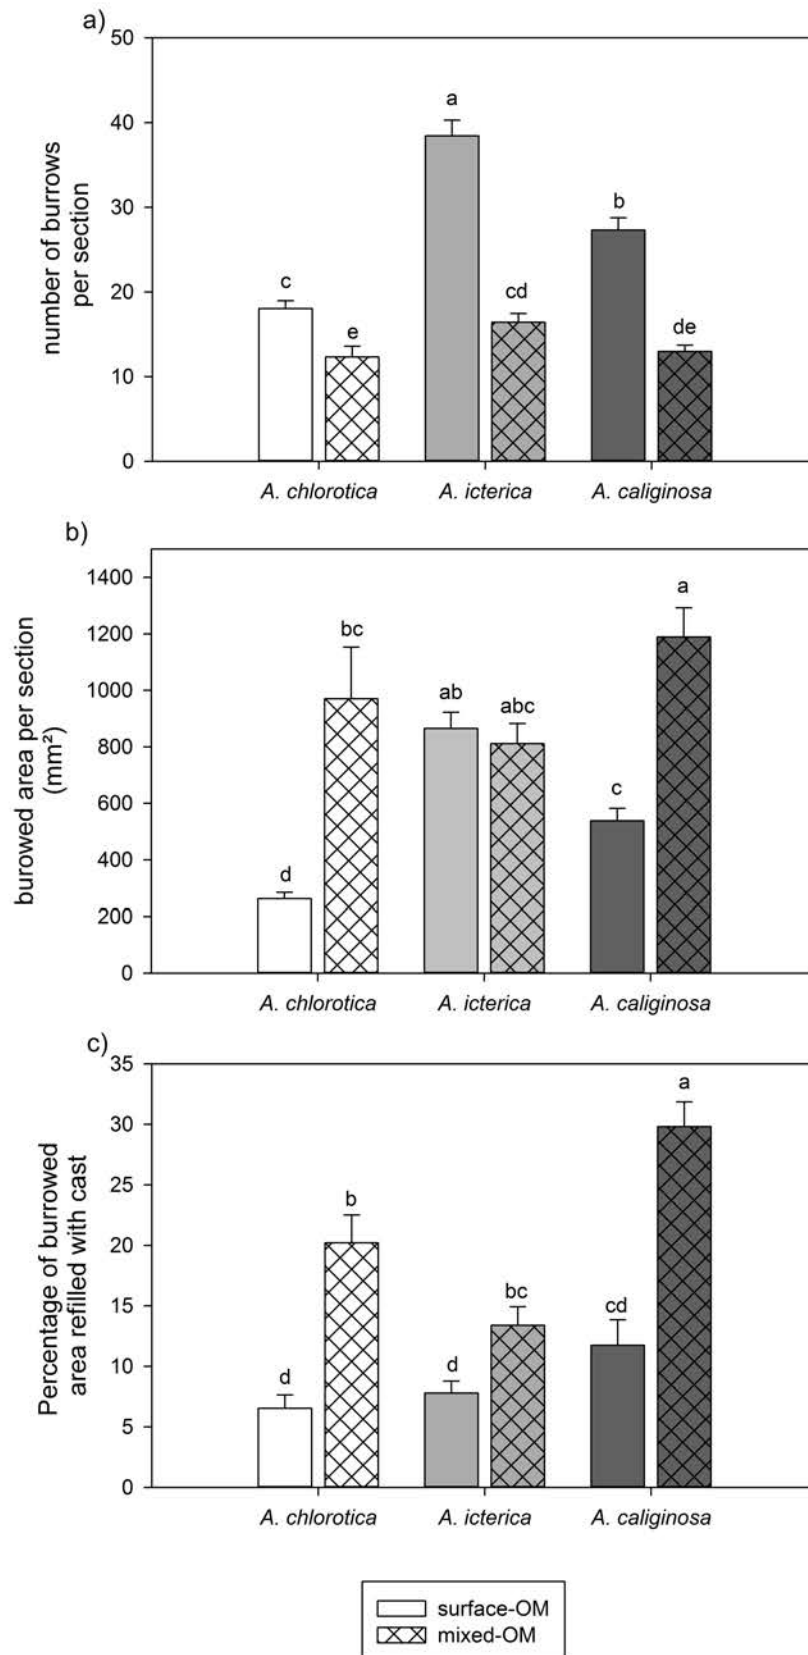 a)
50
40
30
20
10
0
number of burrows
per section
c
e
a
cd
b
de
A. chlorotica
A. icterica
A. caliginosa
b)
1400
1200
1000
800
600
400
200
0
burowed area per section
(mm²)
d
bc
ab
abc
c
a
A. chlorotica
A. icterica
A. caliginosa
c)
35
30
25
20
15
10
5
0
Percentage of burrowed
area refilled with cast
d
b
d
bc
cd
a
A. chlorotica
A. icterica
A. caliginosa
surface-OM
mixed-OM